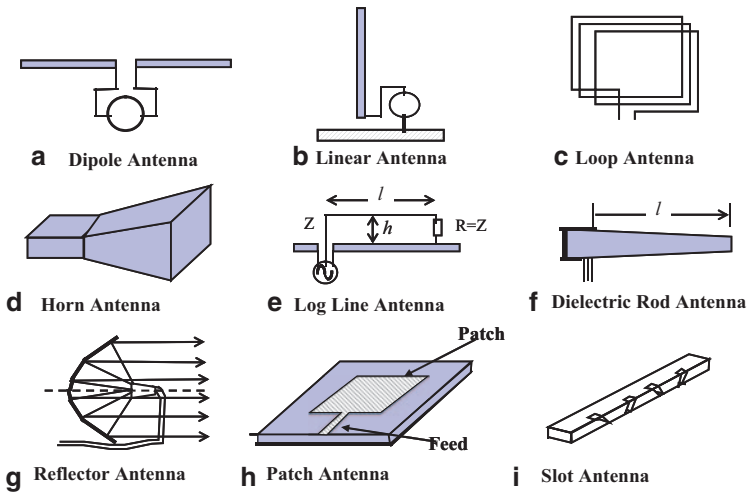 a Dipole Antenna
b Linear Antenna
c Loop Antenna
l
Z
h
R=Z
l
d Horn Antenna
e Log Line Antenna
f Dielectric Rod Antenna
Patch
Feed
g Reflector Antenna
h Patch Antenna
i Slot Antenna